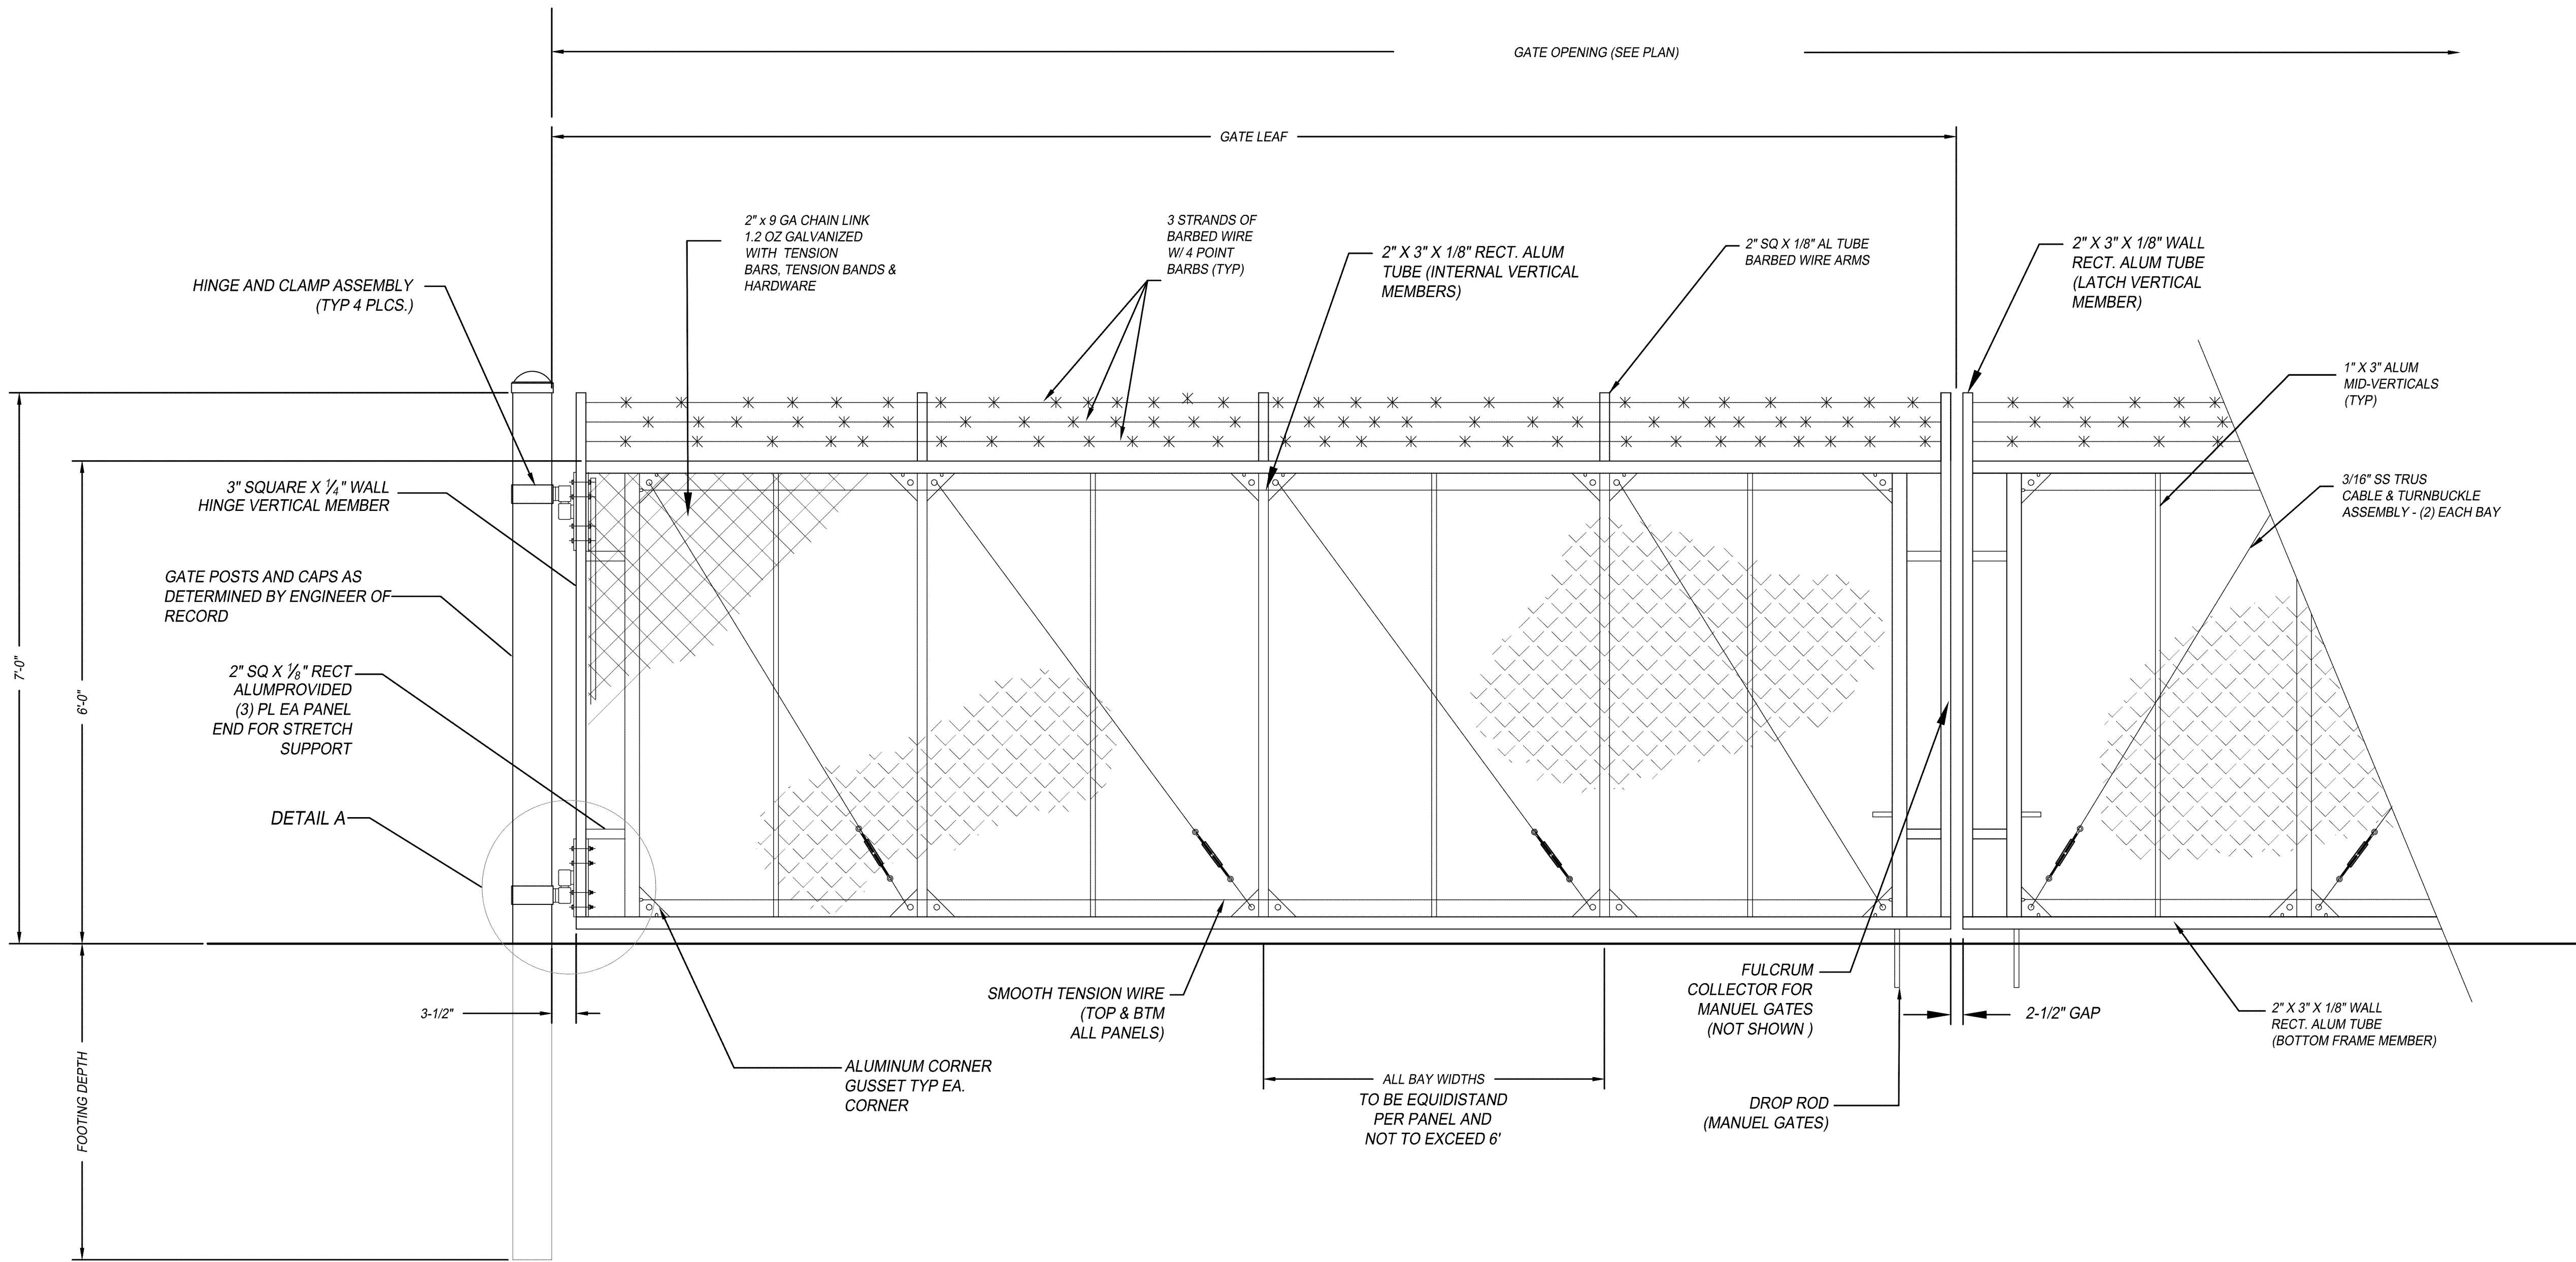 GATE OPENING (SEE PLAN)
GATE LEAF
2" x 9 GA CHAIN LINK
1.2 OZ GALVANIZED
WITH TENSION
BARS, TENSION BANDS &
HARDWARE
3 STRANDS OF
BARBED WIRE
W/ 4 POINT
BARBS (TYP)
2" X 3" X 1/8" RECT. ALUM
TUBE (INTERNAL VERTICAL
MEMBERS)
2" SQ X 1/8" AL TUBE
BARBED WIRE ARMS
2" X 3" X 1/8" WALL
RECT. ALUM TUBE
(LATCH VERTICAL
MEMBER)
HINGE AND CLAMP ASSEMBLY
(TYP 4 PLCS.)
1" X 3" ALUM
MID-VERTICALS
(TYP)
3/16" SS TRUS
CABLE & TURNBUCKLE
ASSEMBLY - (2) EACH BAY
3" SQUARE X 1/4" WALL
HINGE VERTICAL MEMBER
GATE POSTS AND CAPS AS
DETERMINED BY ENGINEER OF
RECORD
7'-0"
6'-0"
2" SQ X 1/8" RECT
ALUMPROVIDED
(3) PL EA PANEL
END FOR STRETCH
SUPPORT
DETAIL A
3-1/2"
FOOTING DEPTH
ALUMINUM CORNER
GUSSET TYP EA.
CORNER
SMOOTH TENSION WIRE
(TOP & BTM
ALL PANELS)
ALL BAY WIDTHS
TO BE EQUIDISTAND
PER PANEL AND
NOT TO EXCEED 6'
FULCRUM
COLLECTOR FOR
MANUEL GATES
(NOT SHOWN )
DROP ROD
(MANUEL GATES)
2-1/2" GAP
2" X 3" X 1/8" WALL
RECT. ALUM TUBE
(BOTTOM FRAME MEMBER)